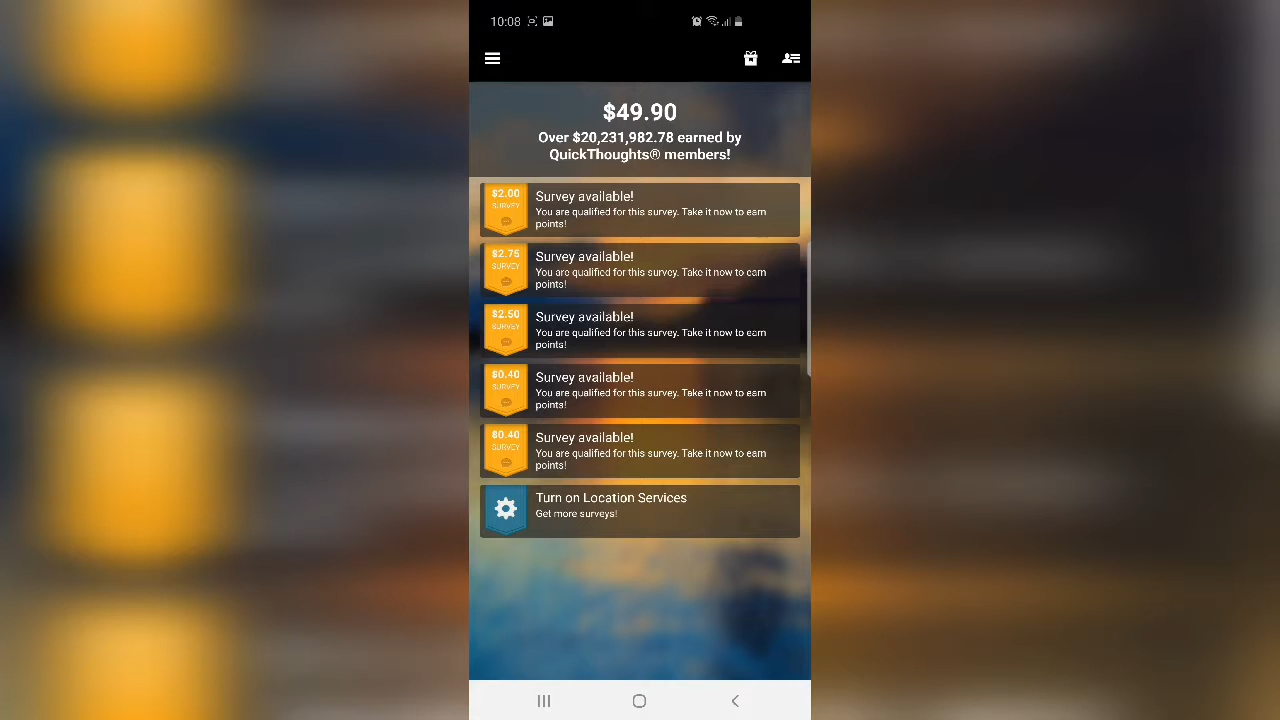 10:08
$49.90
Over $20,231,982.78 earned by
QuickThoughts® members!
$2.00
SURVEY
Survey available!
You are qualified for this survey. Take it now to earn
points!
$2.75
SURVEY
Survey available!
You are qualified for this survey. Take it now to earn
points!
$2.50
SURVEY
Survey available!
You are qualified for this survey. Take it now to earn
points!
$0.40
SURVEY
Survey available!
You are qualified for this survey. Take it now to earn
points!
$0.40
SURVEY
Survey available!
You are qualified for this survey. Take it now to earn
points!
Turn on Location Services
Get more surveys!